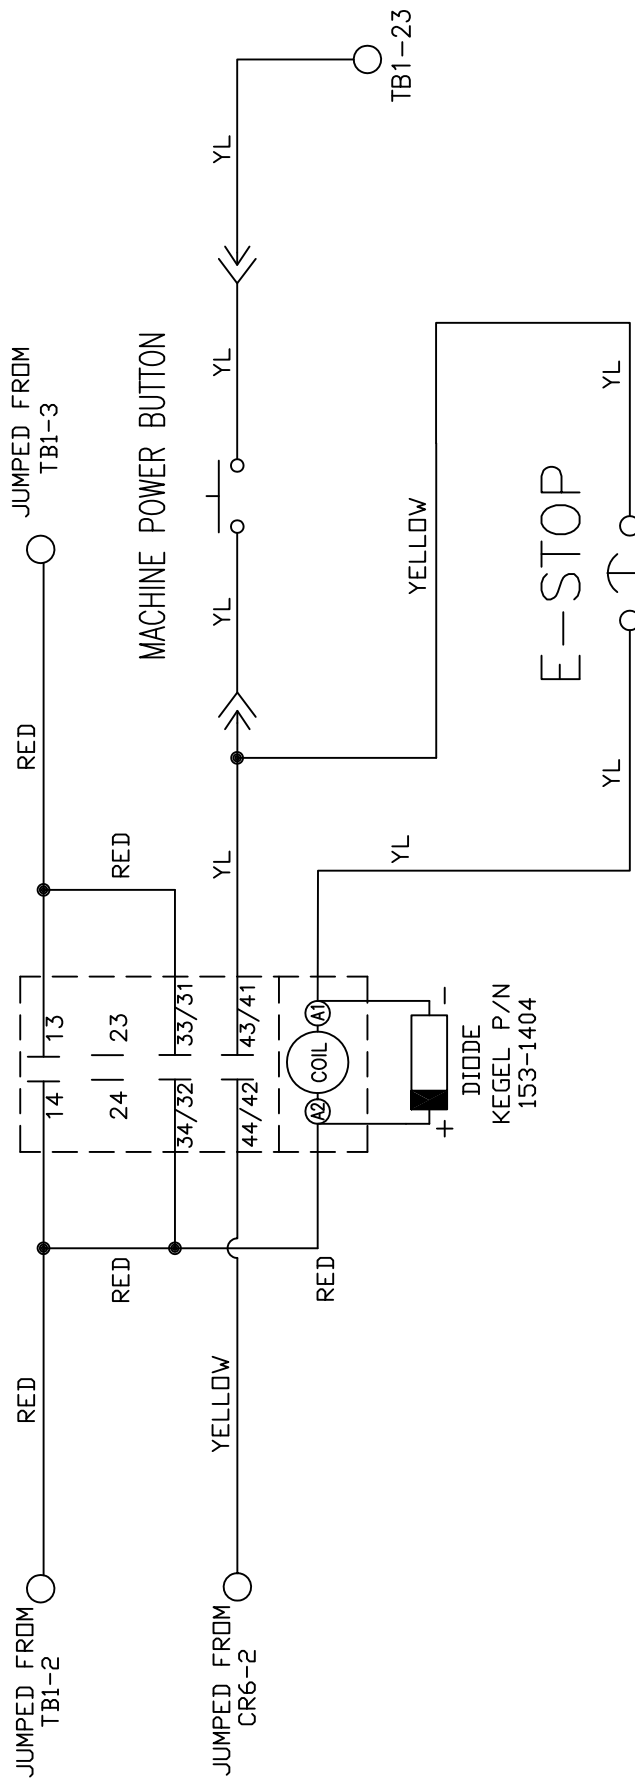 JUMPED FROM
TB1-2
RED
RED
RED
JUMPED FROM
TB1-3
14
13
24
23
34/32
33/31
RED
RED
JUMPED FROM
CR6-2
YELLOW
44/42
43/41
YL
YL
YL
YL
MACHINE POWER BUTTON
TB1-23
A2
COIL
A1
YL
YELLOW
+
-
DIODE
KEGEL P/N
153-1404
E-STOP
YL
YL